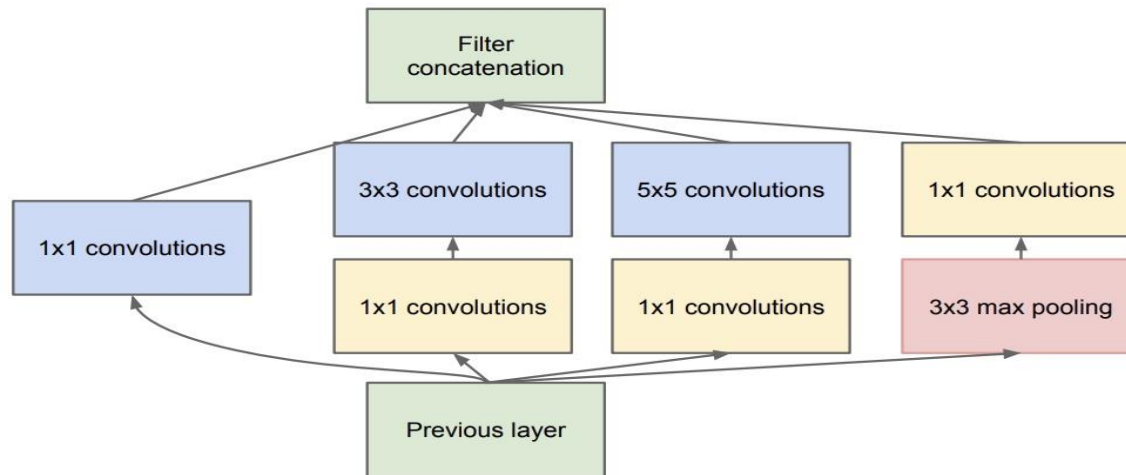 Filter
concatenation
3x3 convolutions
5x5 convolutions
1x1 convolutions
1x1 convolutions
1x1 convolutions
1x1 convolutions
3x3 max pooling
Previous layer